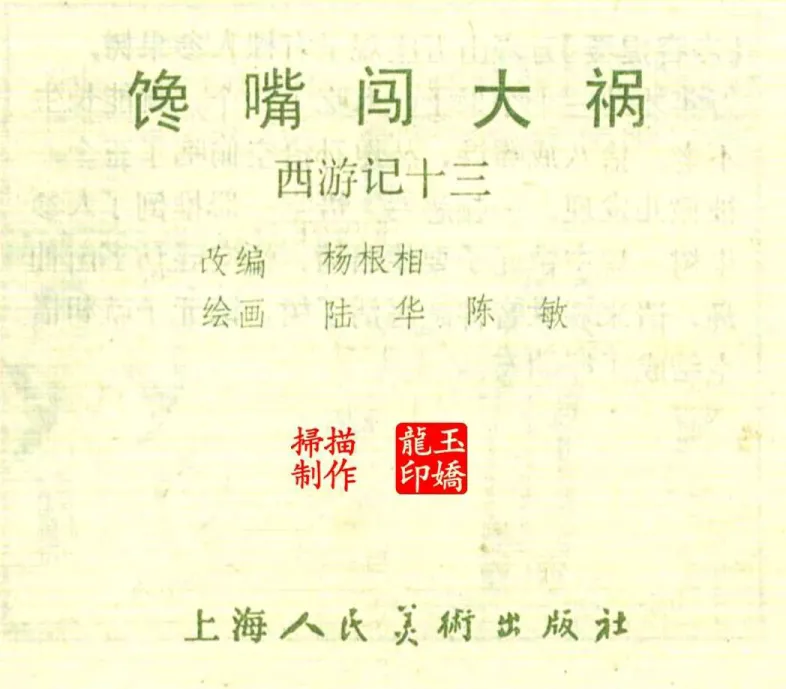 馋嘴闯大祸
西游记十三
改编 杨根相
绘画 陆华 陈敏
掃描
制作
龍玉
印嬌
上海人民美術出版社